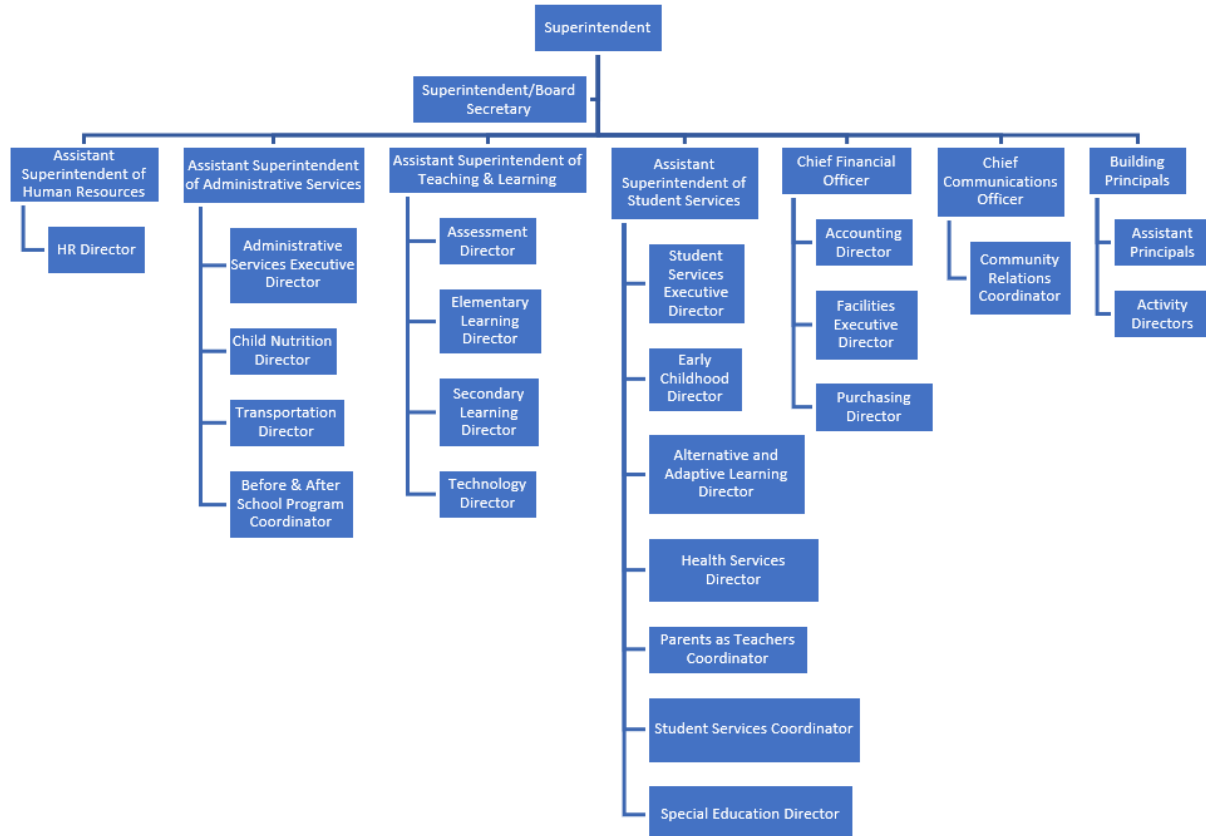 Superintendent
Superintendent/Board
Secretary
Assistant
Superintendent of
Human Resources
HR Director
Assistant Superintendent
of Administrative Services
Administrative
Services Executive
Director
Child Nutrition
Director
Transportation
Director
Before & After
School Program
Coordinator
Assistant Superintendent of
Teaching & Learning
Assessment
Director
Elementary
Learning
Director
Secondary
Learning
Director
Technology
Director
Assistant
Superintendent of
Student Services
Student
Services
Executive
Director
Early
Childhood
Director
Alternative and
Adaptive Learning
Director
Health Services
Director
Parents as Teachers
Coordinator
Student Services Coordinator
Special Education Director
Chief Financial
Officer
Accounting
Director
Facilities
Executive
Director
Purchasing
Director
Chief
Communications
Officer
Community
Relations
Coordinator
Building
Principals
Assistant
Principals
Activity
Directors